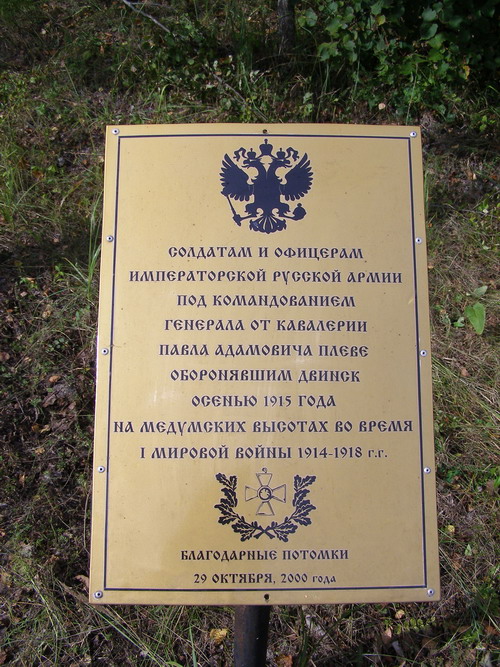 СОЛДАТАМ И ОФИЦЕРАМ
ИМПЕРАТОРСКОЙ РУССКОЙ АРМИИ
ПОД КОМАНДОВАНИЕМ
ГЕНЕРАЛА ОТ КАВАЛЕРИИ
ПАВЛА АДАМОВИЧА ПЛЕВЕ
ОБОРОНЯВШИМ ДВИНСК
ОСЕНЬЮ 1915 ГОДА
НА МЕДУМСКИХ ВЫСОТАХ ВО ВРЕМЯ
I МИРОВОЙ ВОЙНЫ 1914-1918 г.г.
БЛАГОДАРНЫЕ ПОТОМКИ
29 ОКТЯБРЯ, 2000 года